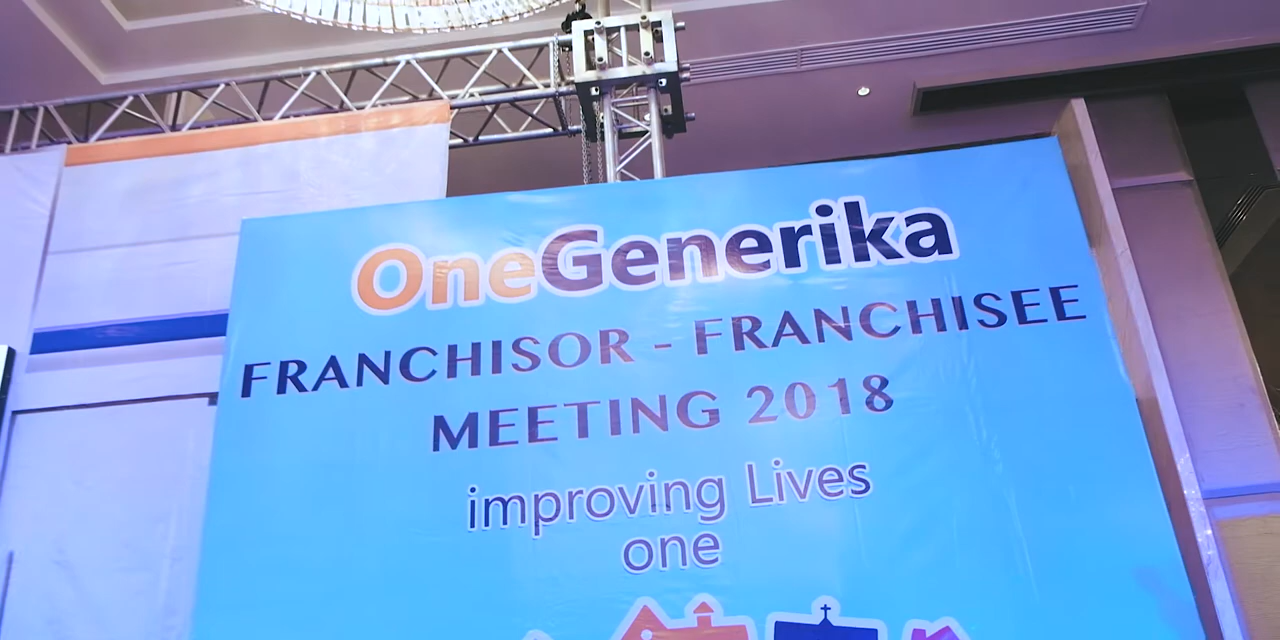 OneGenerika
FRANCHISOR - FRANCHISEE
MEETING 2018
improving Lives
one